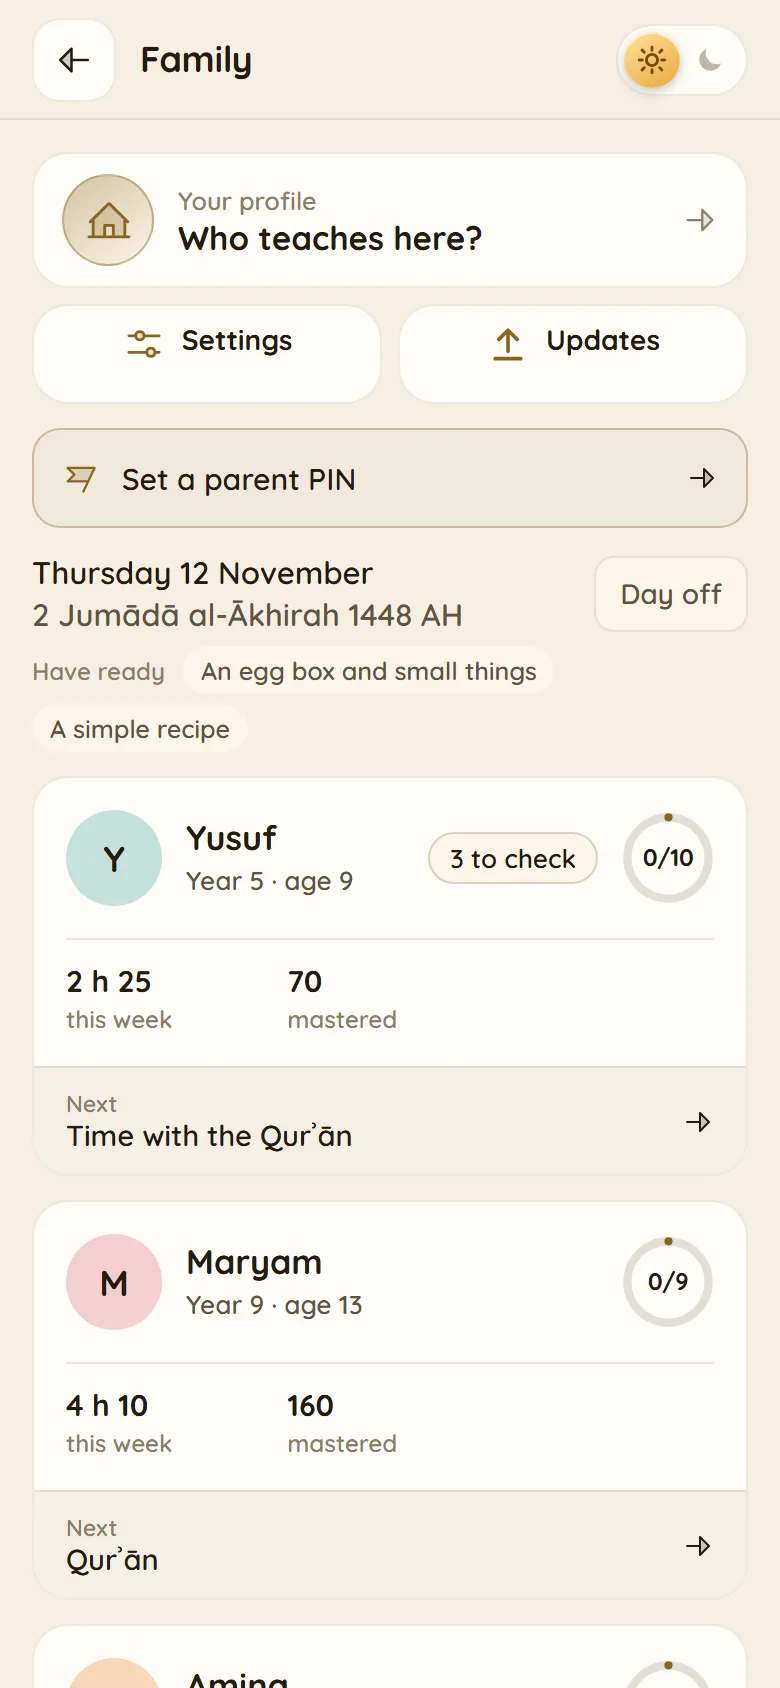 Family
Your profile
Who teaches here?
Settings
Updates
Set a parent PIN
Thursday 12 November
2 Jumādā al-Ākhirah 1448 AH
Day off
Have ready
An egg box and small things
A simple recipe
Y
Yusuf
Year 5 · age 9
3 to check
0/10
2 h 25
this week
70
mastered
Next
Time with the Qurʾān
M
Maryam
Year 9 · age 13
0/9
4 h 10
this week
160
mastered
Next
Qurʾān